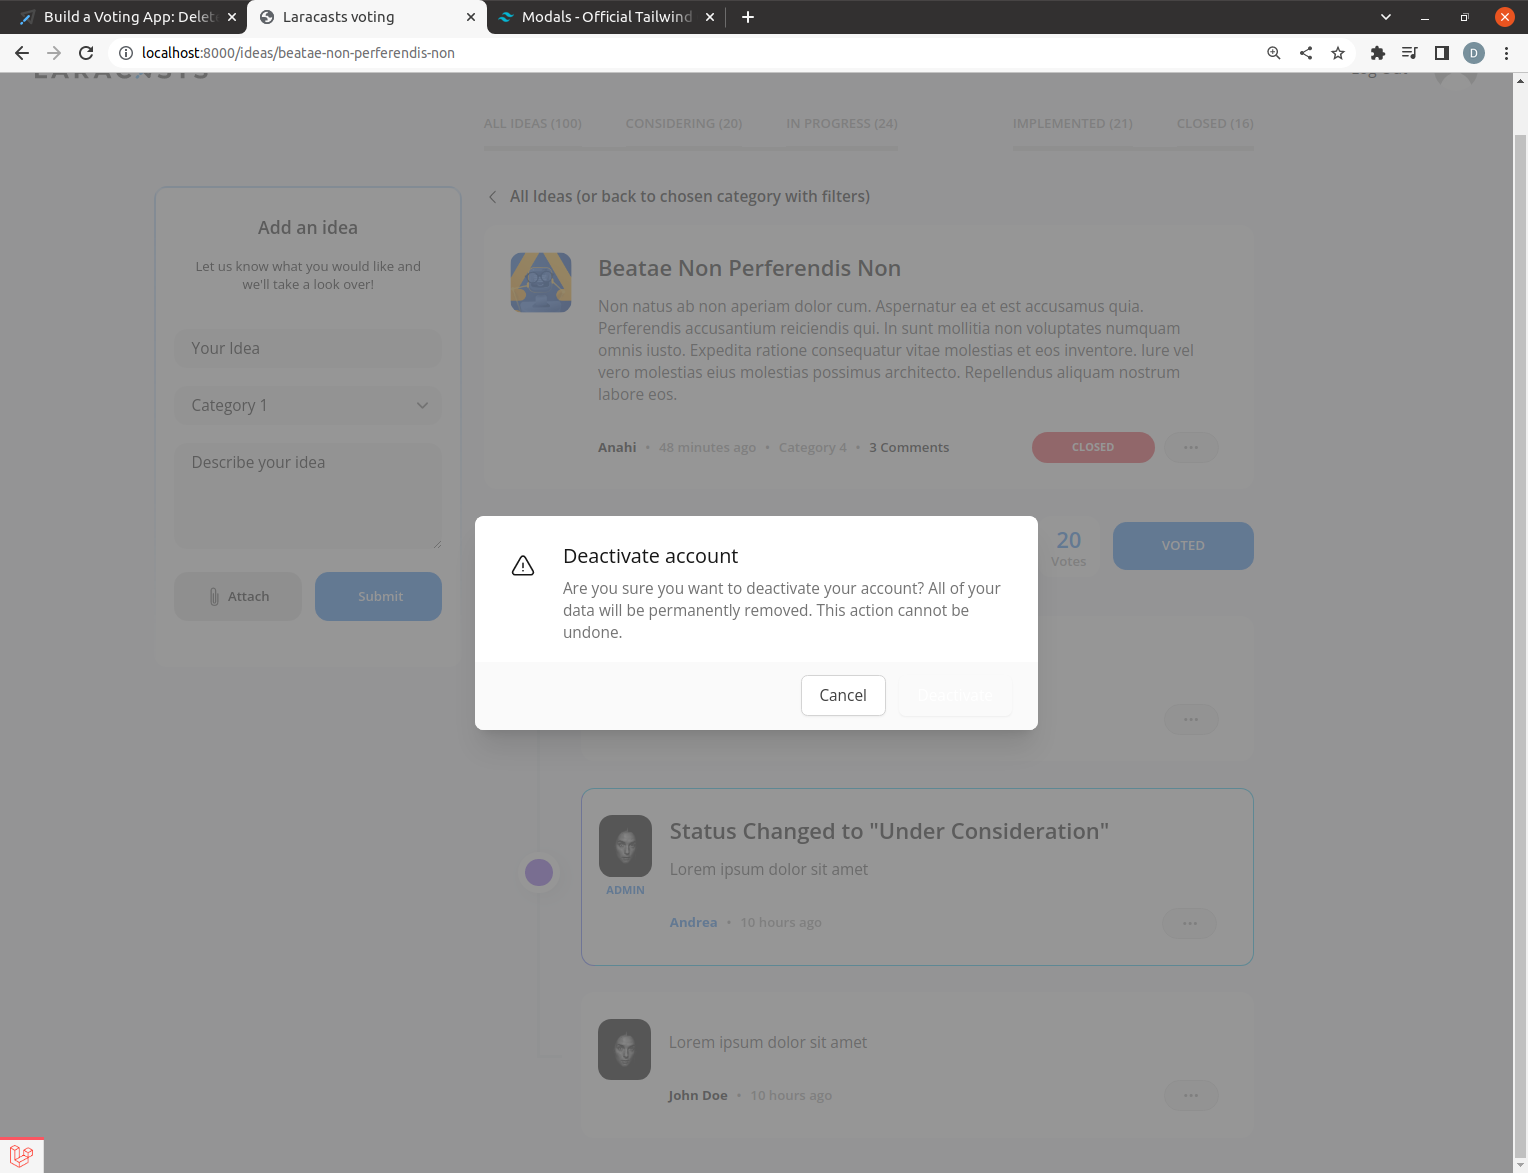 Build a Voting App: Delet
Laracasts voting
Modals - Official Tailwind
localhost:8000/ideas/beatae-non-perferendis-non
D
LARACASTS
Log Out
ALL IDEAS (100)
CONSIDERING (20)
IN PROGRESS (24)
IMPLEMENTED (21)
CLOSED (16)
Add an idea
Let us know what you would like and
we'll take a look over!
Your Idea
Category 1
Describe your idea
Attach
Submit
All Ideas (or back to chosen category with filters)
Beatae Non Perferendis Non
Non natus ab non aperiam dolor cum. Aspernatur ea et est accusamus quia.
Perferendis accusantium reiciendis qui. In sunt mollitia non voluptates numquam
omnis iusto. Expedita ratione consequatur vitae molestias et eos inventore. Iure vel
vero molestias eius molestias possimus architecto. Repellendus aliquam nostrum
labore eos.
Anahi • 48 minutes ago • Category 4 • 3 Comments
CLOSED
20
Votes
VOTED
Deactivate account
Are you sure you want to deactivate your account? All of your
data will be permanently removed. This action cannot be
undone.
Cancel
Deactivate
Status Changed to "Under Consideration"
Lorem ipsum dolor sit amet
ADMIN
Andrea • 10 hours ago
Lorem ipsum dolor sit amet
John Doe • 10 hours ago